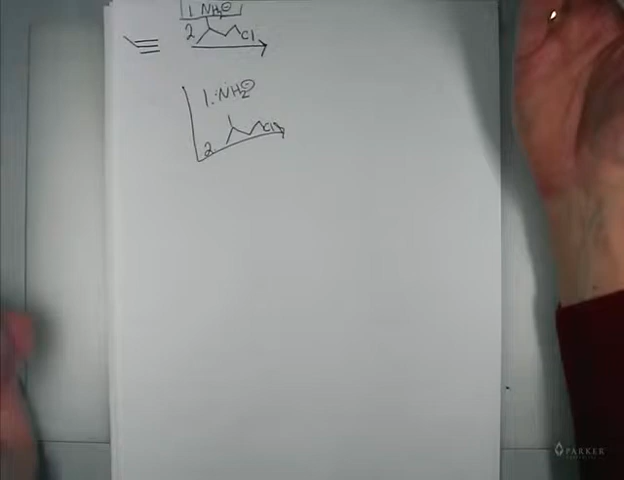 1. NH₂⊖
2 Cl
1. :NH₂⊖
2 Cl
PARKER